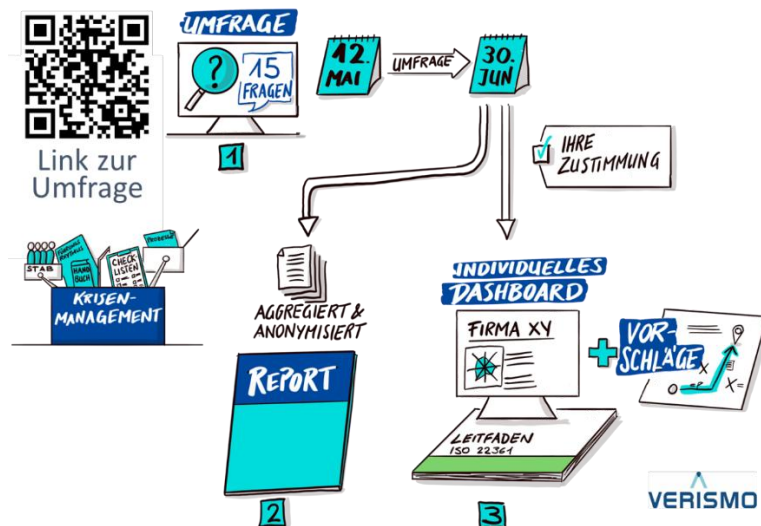 UMFRAGE
?
15
FRAGEN
1
12.
MAI
UMFRAGE
30.
JUN
IHRE
ZUSTIMMUNG
Link zur
Umfrage
STAB
HAND
BUCH
CHECK-
LISTEN
KRISEN-
MANAGEMENT
AGGREGIERT &
ANONYMISIERT
REPORT
2
INDIVIDUELLES
DASHBOARD
FIRMA XY
+
VOR-
SCHLÄGE
LEITFADEN
ISO 22361
3
VERISMO